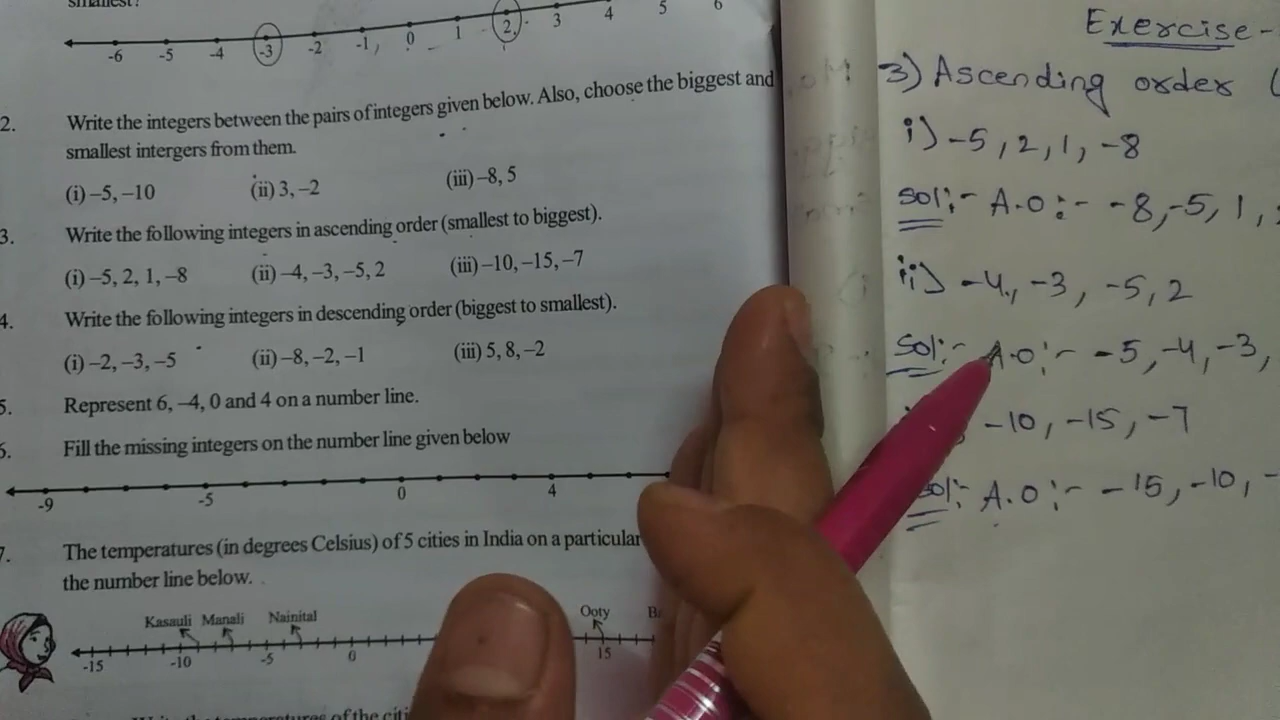 smallest?
-6 -5 -4 -3 -2 -1, 0 1 2 3 4 5 6
2. Write the integers between the pairs of integers given below. Also, choose the biggest and
smallest intergers from them.
(i) –5, –10 (ii) 3, –2 (iii) –8, 5
3. Write the following integers in ascending order (smallest to biggest).
(i) –5, 2, 1, –8 (ii) –4, –3, –5, 2 (iii) –10, –15, –7
4. Write the following integers in descending order (biggest to smallest).
(i) –2, –3, –5 (ii) –8, –2, –1 (iii) 5, 8, –2
5. Represent 6, –4, 0 and 4 on a number line.
6. Fill the missing integers on the number line given below
-9 -5 0 4
7. The temperatures (in degrees Celsius) of 5 cities in India on a particular
the number line below.
Kasauli Manali Nainital Ooty
-15 -10 -5 0 15
of the
Exercise-
3) Ascending order (
i) -5, 2, 1, -8
Sol:- A.O:- -8, -5, 1,
ii) -4, -3, -5, 2
Sol:- A.O:- -5, -4, -3,
-10, -15, -7
Sol:- A.O:- -15, -10, -